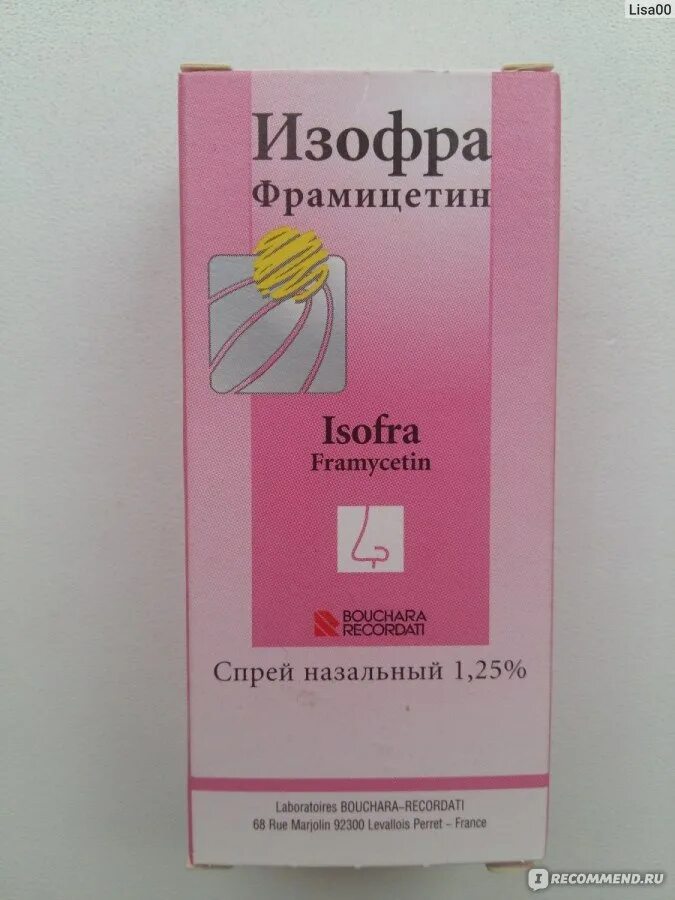 Lisa00
Изофра
Фрамицетин
Isofra
Framycetin
BOUCHARA
RECORDATI
Спрей назальный 1,25%
Laboratoires BOUCHARA–RECORDATI
68 Rue Marjolin 92300 Levallois Perret – France
IRECOMMEND.RU